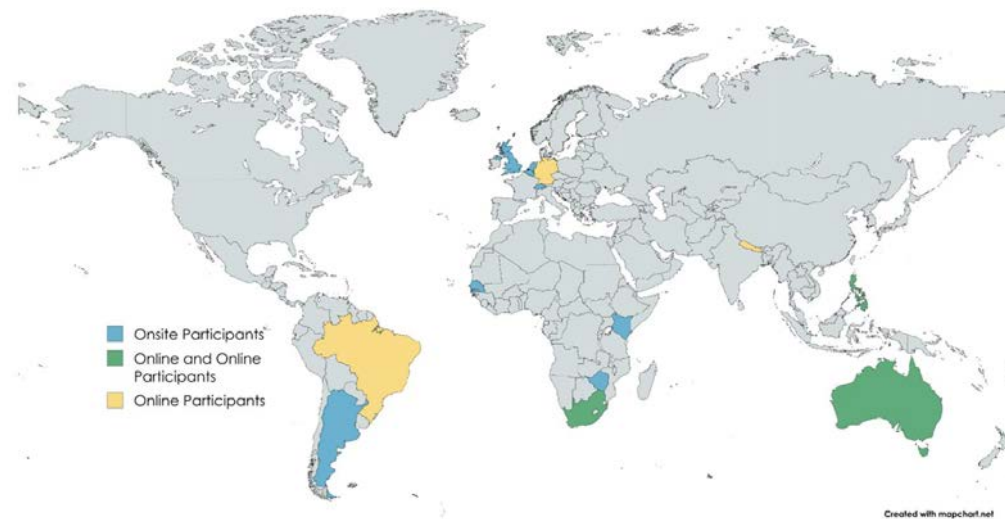 Onsite Participants
Online and Online
Participants
Online Participants
Created with mapchart.net